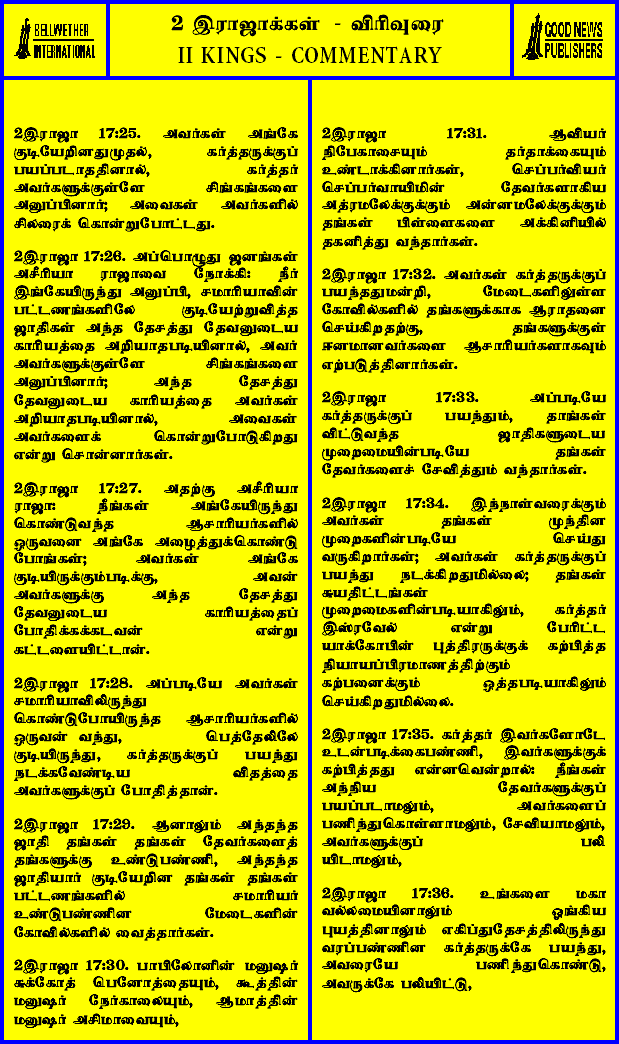 BELLWETHER
INTERNATIONAL
2 இராஜாக்கள் - விரிவுரை
II KINGS - COMMENTARY
GOOD NEWS
PUBLISHERS
2இராஜா 17:25. அவர்கள் அங்கே
குடியேறினதுமுதல், கர்த்தருக்குப்
பயப்படாததினால், கர்த்தர்
அவர்களுக்குள்ளே சிங்கங்களை
அனுப்பினார்; அவைகள் அவர்களில்
சிலரைக் கொன்றுபோட்டது.
2இராஜா 17:26. அப்பொழுது ஜனங்கள்
அசீரியா ராஜாவை நோக்கி: நீர்
இங்கேயிருந்து அனுப்பி, சமாரியாவின்
பட்டணங்களிலே குடியேற்றுவித்த
ஜாதிகள் அந்த தேசத்து தேவனுடைய
காரியத்தை அறியாதபடியினால், அவர்
அவர்களுக்குள்ளே சிங்கங்களை
அனுப்பினார்; அந்த தேசத்து
தேவனுடைய காரியத்தை அவர்கள்
அறியாதபடியினால், அவைகள்
அவர்களைக் கொன்றுபோடுகிறது
என்று சொன்னார்கள்.
2இராஜா 17:27. அதற்கு அசீரியா
ராஜா: நீங்கள் அங்கேயிருந்து
கொண்டுவந்த ஆசாரியர்களில்
ஒருவனை அங்கே அழைத்துக்கொண்டு
போங்கள்; அவர்கள் அங்கே
குடியிருக்கும்படிக்கு, அவன்
அவர்களுக்கு அந்த தேசத்து
தேவனுடைய காரியத்தைப்
போதிக்கக்கடவன் என்று
கட்டளையிட்டான்.
2இராஜா 17:28. அப்படியே அவர்கள்
சமாரியாவிலிருந்து
கொண்டுபோயிருந்த ஆசாரியர்களில்
ஒருவன் வந்து, பெத்தேலிலே
குடியிருந்து, கர்த்தருக்குப் பயந்து
நடக்கவேண்டிய விதத்தை
அவர்களுக்குப் போதித்தான்.
2இராஜா 17:29. ஆனாலும் அந்தந்த
ஜாதி தங்கள் தங்கள் தேவர்களைத்
தங்களுக்கு உண்டுபண்ணி, அந்தந்த
ஜாதியார் குடியேறின தங்கள் தங்கள்
பட்டணங்களில் சமாரியர்
உண்டுபண்ணின மேடைகளின்
கோவில்களில் வைத்தார்கள்.
2இராஜா 17:30. பாபிலோனின் மனுஷர்
சுக்கோத் பெனோத்தையும், கூத்தின்
மனுஷர் நேர்காலையும், ஆமாத்தின்
மனுஷர் அசிமாவையும்,
2இராஜா 17:31. ஆவியர்
நிபேகாசையும் தர்தாக்கையும்
உண்டாக்கினார்கள், செப்பர்வியர்
செப்பர்வாயிமின் தேவர்களாகிய
அத்ரமலேக்குக்கும் அன்னமலேக்குக்கும்
தங்கள் பிள்ளைகளை அக்கினியில்
தகனித்து வந்தார்கள்.
2இராஜா 17:32. அவர்கள் கர்த்தருக்குப்
பயந்ததுமன்றி, மேடைகளிலுள்ள
கோவில்களில் தங்களுக்காக ஆராதனை
செய்கிறதற்கு, தங்களுக்குள்
ஈனமானவர்களை ஆசாரியர்களாகவும்
ஏற்படுத்தினார்கள்.
2இராஜா 17:33. அப்படியே
கர்த்தருக்குப் பயந்தும், தாங்கள்
விட்டுவந்த ஜாதிகளுடைய
முறைமையின்படியே தங்கள்
தேவர்களைச் சேவித்தும் வந்தார்கள்.
2இராஜா 17:34. இந்நாள்வரைக்கும்
அவர்கள் தங்கள் முந்தின
முறைகளின்படியே செய்து
வருகிறார்கள்; அவர்கள் கர்த்தருக்குப்
பயந்து நடக்கிறதுமில்லை; தங்கள்
சுயதிட்டங்கள்
முறைமைகளின்படியாகிலும், கர்த்தர்
இஸ்ரவேல் என்று பேரிட்ட
யாக்கோபின் புத்திரருக்குக் கற்பித்த
நியாயப்பிரமாணத்திற்கும்
கற்பனைக்கும் ஒத்தபடியாகிலும்
செய்கிறதுமில்லை.
2இராஜா 17:35. கர்த்தர் இவர்களோடே
உடன்படிக்கைபண்ணி, இவர்களுக்குக்
கற்பித்தது என்னவென்றால்: நீங்கள்
அந்நிய தேவர்களுக்குப்
பயப்படாமலும், அவர்களைப்
பணிந்துகொள்ளாமலும், சேவியாமலும்,
அவர்களுக்குப் பலி
யிடாமலும்,
2இராஜா 17:36. உங்களை மகா
வல்லமையினாலும் ஓங்கிய
புயத்தினாலும் எகிப்துதேசத்திலிருந்து
வரப்பண்ணின கர்த்தருக்கே பயந்து,
அவரையே பணிந்துகொண்டு,
அவருக்கே பலியிட்டு,